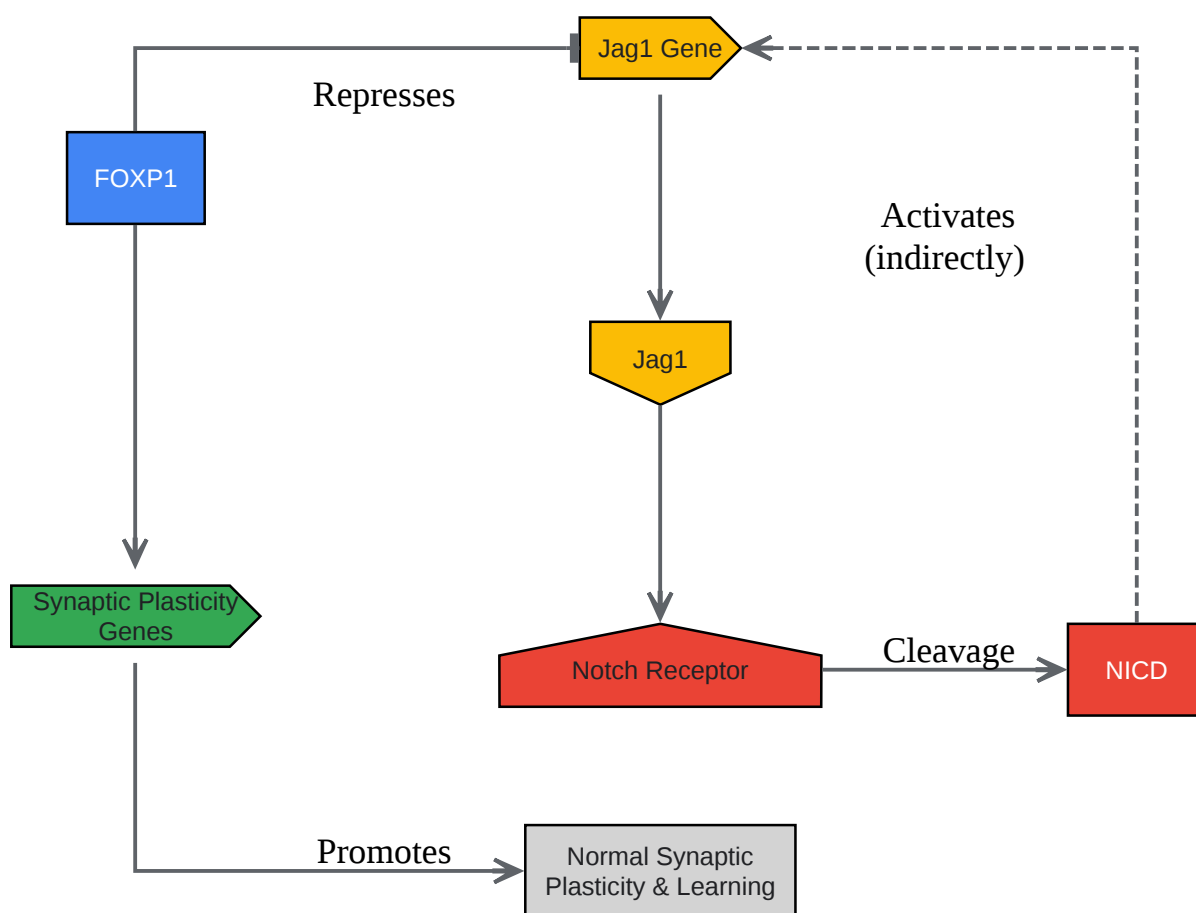 Jag1 Gene
Represses
FOXP1
Activates
(indirectly)
Jag1
Synaptic Plasticity
Genes
Notch Receptor
Cleavage
NICD
Promotes
Normal Synaptic
Plasticity & Learning